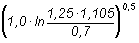 (1,0 · ln 1,25 · 1,105 / 0,7)^0,5